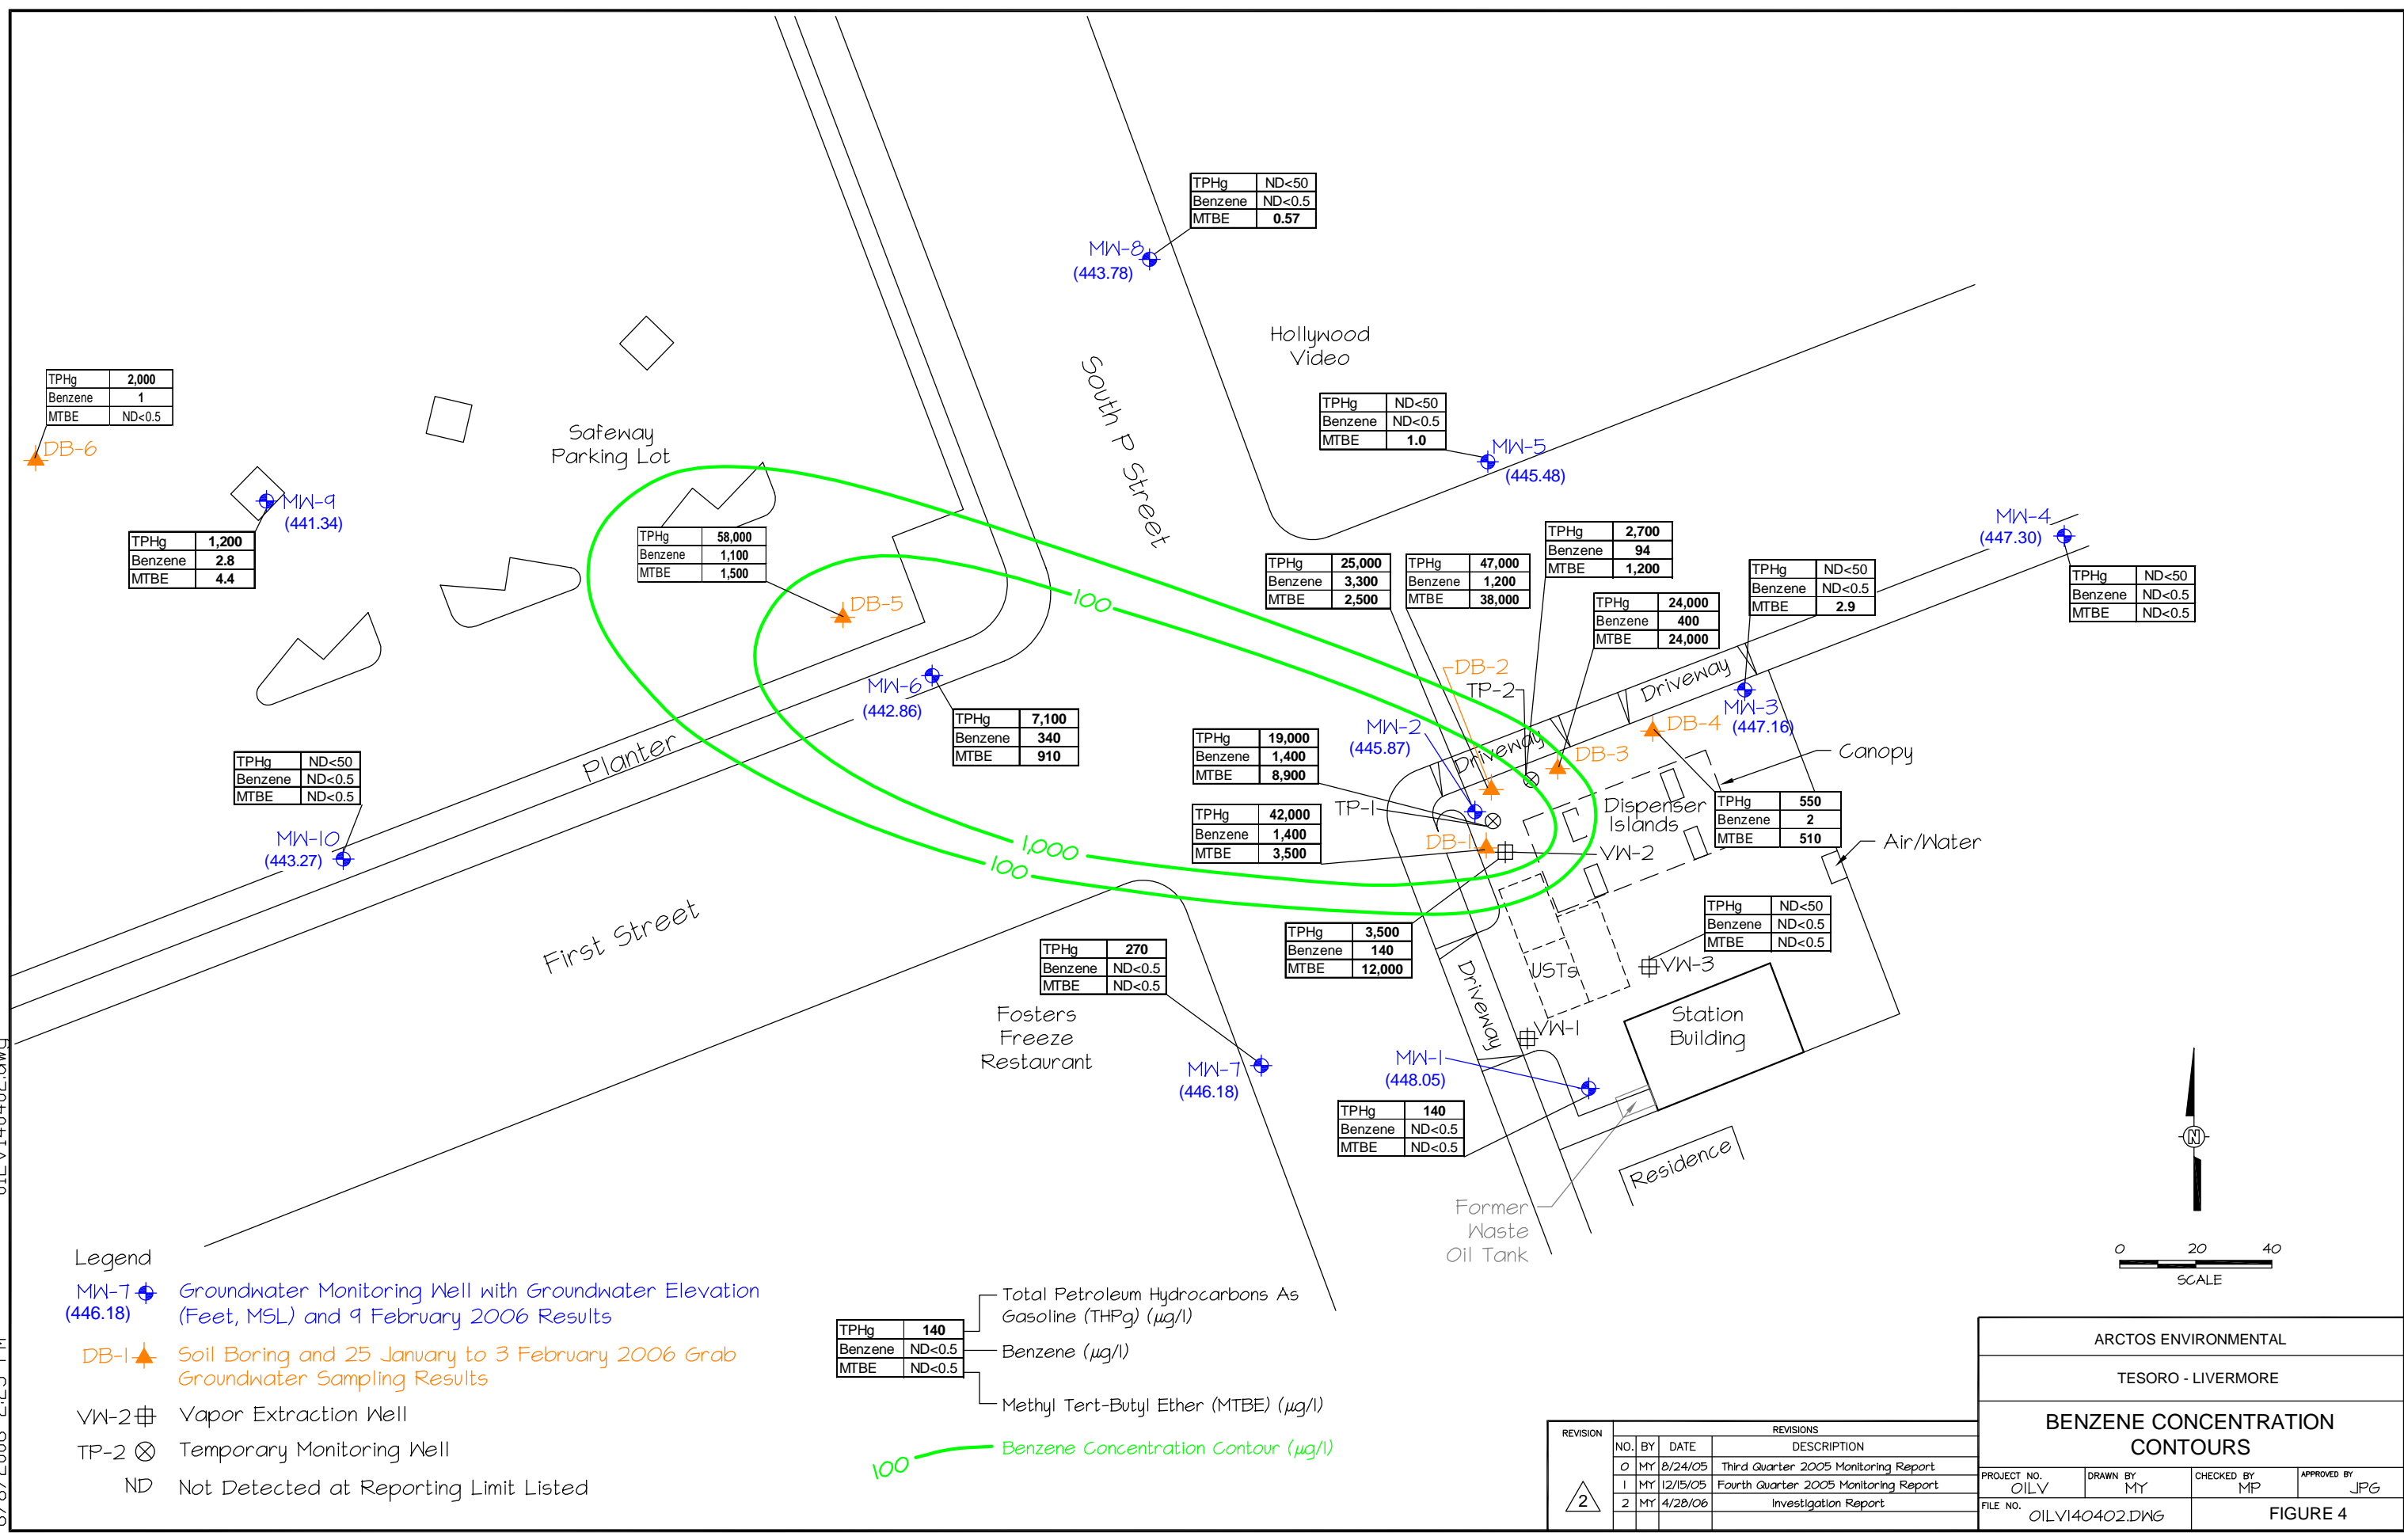 TPHg ND<50
Benzene ND<0.5
MTBE 0.57
MW-8
(443.78)
Hollywood
Video
South P Street
TPHg 2,000
Benzene 1
MTBE ND<0.5
DB-6
Safeway
Parking Lot
TPHg ND<50
Benzene ND<0.5
MTBE 1.0
MW-5
(445.48)
MW-9
(441.34)
TPHg 1,200
Benzene 2.8
MTBE 4.4
TPHg 58,000
Benzene 1,100
MTBE 1,500
DB-5
100
TPHg 25,000
Benzene 3,300
MTBE 2,500
TPHg 47,000
Benzene 1,200
MTBE 38,000
TPHg 2,700
Benzene 94
MTBE 1,200
TPHg 24,000
Benzene 400
MTBE 24,000
TPHg ND<50
Benzene ND<0.5
MTBE 2.9
MW-4
(447.30)
TPHg ND<50
Benzene ND<0.5
MTBE ND<0.5
MW-6
(442.86)
TPHg 7,100
Benzene 340
MTBE 910
DB-2
TP-2
Driveway
MW-3
(447.16)
DB-4
MW-2
(445.87)
Driveway
DB-3
Canopy
Planter
TPHg 19,000
Benzene 1,400
MTBE 8,900
TP-1
Dispenser
Islands
TPHg 550
Benzene 2
MTBE 510
Air/Water
TPHg ND<50
Benzene ND<0.5
MTBE ND<0.5
MW-10
(443.27)
TPHg 42,000
Benzene 1,400
MTBE 3,500
DB-1
VW-2
1,000
100
First Street
TPHg 3,500
Benzene 140
MTBE 12,000
TPHg ND<50
Benzene ND<0.5
MTBE ND<0.5
VW-3
USTs
Driveway
TPHg 270
Benzene ND<0.5
MTBE ND<0.5
Fosters
Freeze
Restaurant
MW-7
(446.18)
VW-1
Station
Building
MW-1
(448.05)
TPHg 140
Benzene ND<0.5
MTBE ND<0.5
Residence
Former
Waste
Oil Tank
N
0 20 40
SCALE
Legend
MW-7
(446.18)
Groundwater Monitoring Well with Groundwater Elevation
(Feet, MSL) and 9 February 2006 Results
DB-1 Soil Boring and 25 January to 3 February 2006 Grab
Groundwater Sampling Results
VW-2 Vapor Extraction Well
TP-2 Temporary Monitoring Well
ND Not Detected at Reporting Limit Listed
TPHg 140
Benzene ND<0.5
MTBE ND<0.5
Total Petroleum Hydrocarbons As
Gasoline (THPg) (µg/l)
Benzene (µg/l)
Methyl Tert-Butyl Ether (MTBE) (µg/l)
100 Benzene Concentration Contour (µg/l)
REVISION
2
REVISIONS
NO. BY DATE DESCRIPTION
0 MY 8/24/05 Third Quarter 2005 Monitoring Report
1 MY 12/15/05 Fourth Quarter 2005 Monitoring Report
2 MY 4/28/06 Investigation Report
ARCTOS ENVIRONMENTAL
TESORO - LIVERMORE
BENZENE CONCENTRATION
CONTOURS
PROJECT NO. 01LV
DRAWN BY MY
CHECKED BY MP
APPROVED BY JPG
FILE NO. 01LV140402.DWG
FIGURE 4